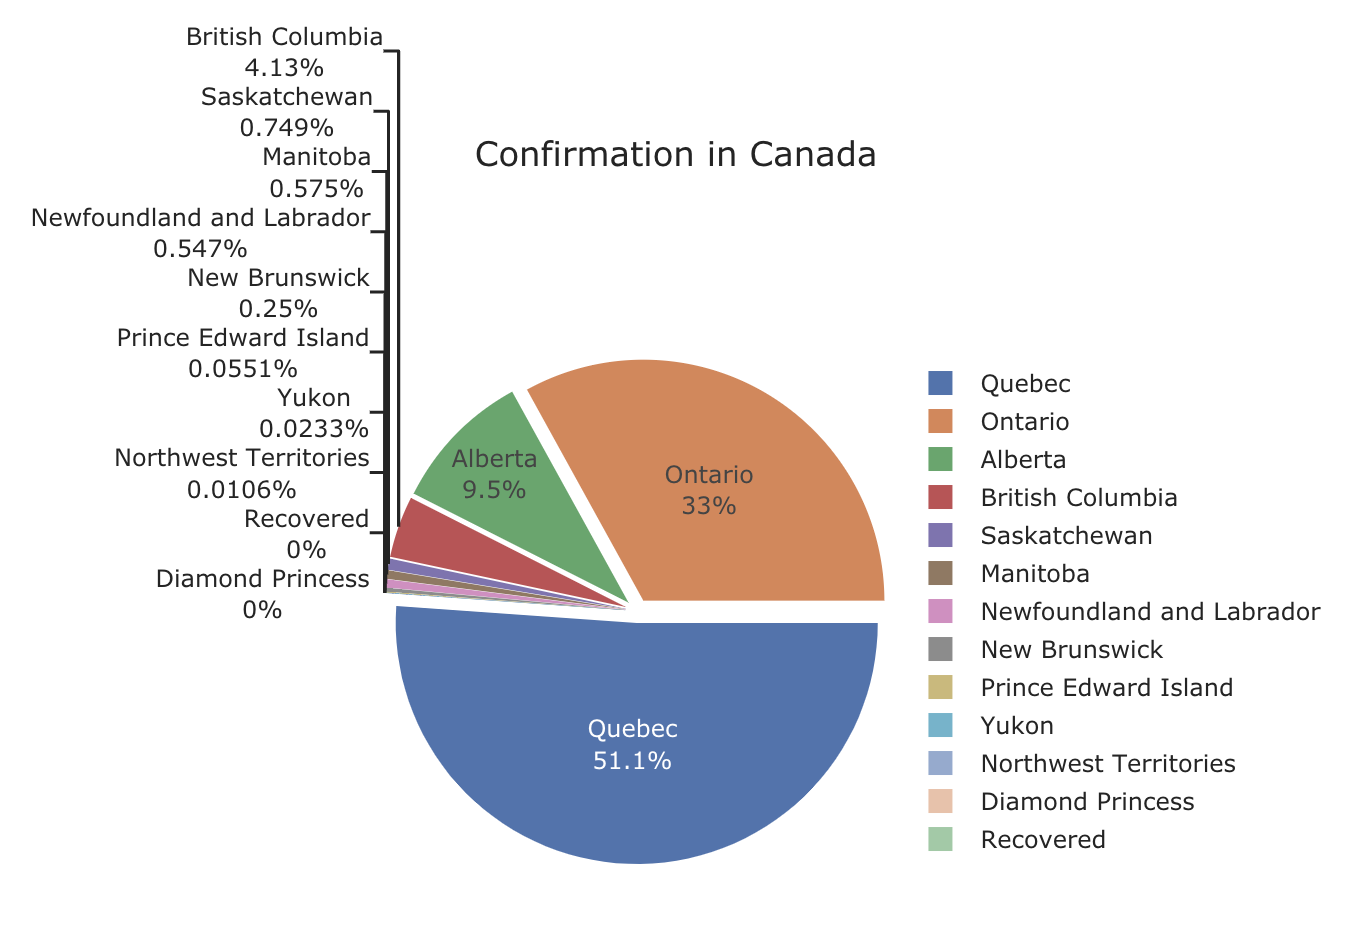 British Columbia
4.13%
Saskatchewan
0.749%
Manitoba
0.575%
Newfoundland and Labrador
0.547%
New Brunswick
0.25%
Prince Edward Island
0.0551%
Yukon
0.0233%
Northwest Territories
0.0106%
Recovered
0%
Diamond Princess
0%
Confirmation in Canada
Alberta
9.5%
Ontario
33%
Quebec
51.1%
Quebec
Ontario
Alberta
British Columbia
Saskatchewan
Manitoba
Newfoundland and Labrador
New Brunswick
Prince Edward Island
Yukon
Northwest Territories
Diamond Princess
Recovered